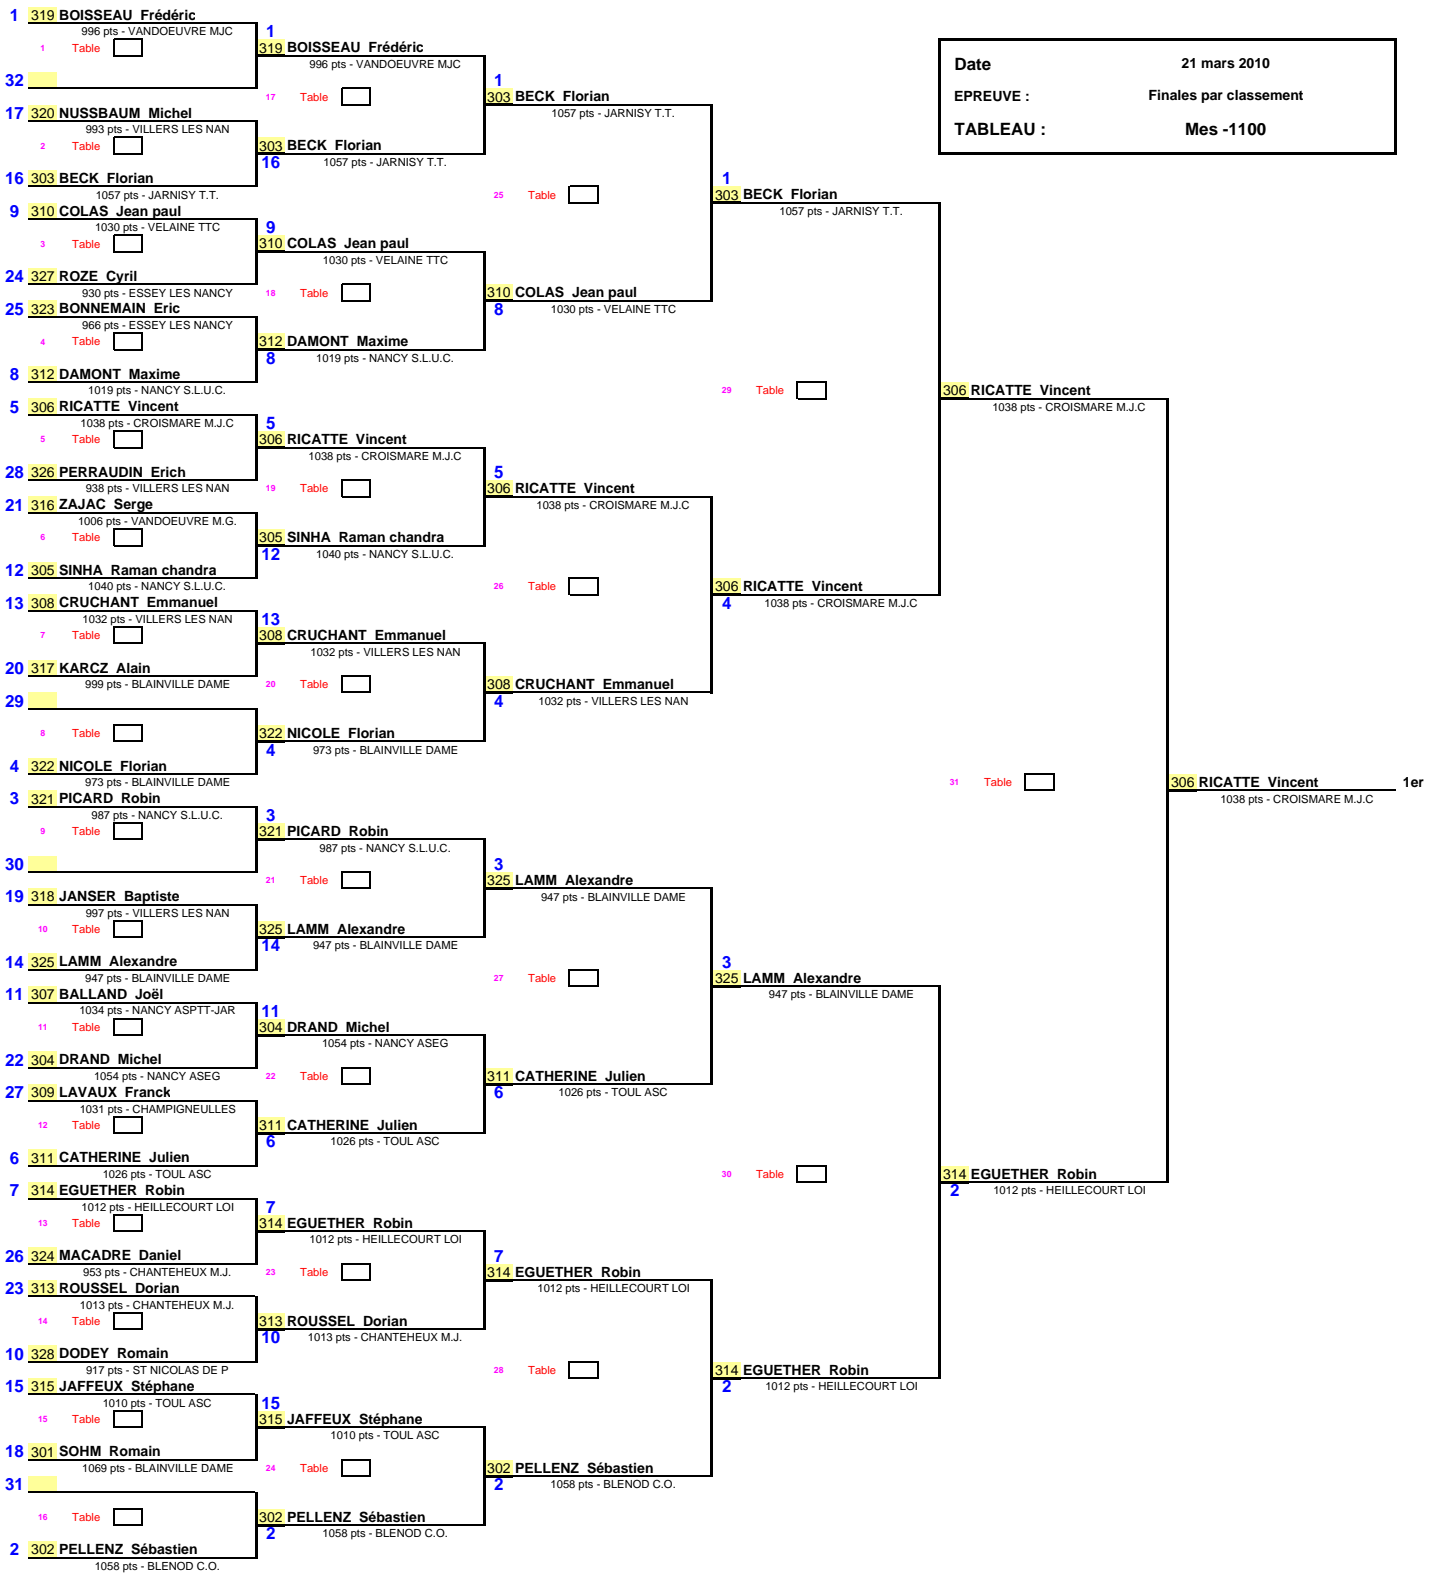 Date 21 mars 2010
EPREUVE : Finales par classement
TABLEAU : Mes -1100
1 319 BOISSEAU Frédéric
996 pts - VANDOEUVRE MJC
1 Table
32
17 320 NUSSBAUM Michel
993 pts - VILLERS LES NAN
2 Table
16 303 BECK Florian
1057 pts - JARNISY T.T.
9 310 COLAS Jean paul
1030 pts - VELAINE TTC
3 Table
24 327 ROZE Cyril
930 pts - ESSEY LES NANCY
25 323 BONNEMAIN Eric
966 pts - ESSEY LES NANCY
4 Table
8 312 DAMONT Maxime
1019 pts - NANCY S.L.U.C.
5 306 RICATTE Vincent
1038 pts - CROISMARE M.J.C
5 Table
28 326 PERRAUDIN Erich
938 pts - VILLERS LES NAN
21 316 ZAJAC Serge
1006 pts - VANDOEUVRE M.G.
6 Table
12 305 SINHA Raman chandra
1040 pts - NANCY S.L.U.C.
13 308 CRUCHANT Emmanuel
1032 pts - VILLERS LES NAN
7 Table
20 317 KARCZ Alain
999 pts - BLAINVILLE DAME
29
8 Table
4 322 NICOLE Florian
973 pts - BLAINVILLE DAME
3 321 PICARD Robin
987 pts - NANCY S.L.U.C.
9 Table
30
19 318 JANSER Baptiste
997 pts - VILLERS LES NAN
10 Table
14 325 LAMM Alexandre
947 pts - BLAINVILLE DAME
11 307 BALLAND Joël
1034 pts - NANCY ASPTT-JAR
11 Table
22 304 DRAND Michel
1054 pts - NANCY ASEG
27 309 LAVAUX Franck
1031 pts - CHAMPIGNEULLES
12 Table
6 311 CATHERINE Julien
1026 pts - TOUL ASC
7 314 EGUETHER Robin
1012 pts - HEILLECOURT LOI
13 Table
26 324 MACADRE Daniel
953 pts - CHANTEHEUX M.J.
23 313 ROUSSEL Dorian
1013 pts - CHANTEHEUX M.J.
14 Table
10 328 DODEY Romain
917 pts - ST NICOLAS DE P
15 315 JAFFEUX Stéphane
1010 pts - TOUL ASC
15 Table
18 301 SOHM Romain
1069 pts - BLAINVILLE DAME
31
16 Table
2 302 PELLENZ Sébastien
1058 pts - BLENOD C.O.
1
319 BOISSEAU Frédéric
996 pts - VANDOEUVRE MJC
17 Table
303 BECK Florian
16 1057 pts - JARNISY T.T.
9
310 COLAS Jean paul
1030 pts - VELAINE TTC
18 Table
312 DAMONT Maxime
8 1019 pts - NANCY S.L.U.C.
5
306 RICATTE Vincent
1038 pts - CROISMARE M.J.C
19 Table
305 SINHA Raman chandra
12 1040 pts - NANCY S.L.U.C.
13
308 CRUCHANT Emmanuel
1032 pts - VILLERS LES NAN
20 Table
322 NICOLE Florian
4 973 pts - BLAINVILLE DAME
3
321 PICARD Robin
987 pts - NANCY S.L.U.C.
21 Table
325 LAMM Alexandre
14 947 pts - BLAINVILLE DAME
11
304 DRAND Michel
1054 pts - NANCY ASEG
22 Table
311 CATHERINE Julien
6 1026 pts - TOUL ASC
7
314 EGUETHER Robin
1012 pts - HEILLECOURT LOI
23 Table
313 ROUSSEL Dorian
10 1013 pts - CHANTEHEUX M.J.
15
315 JAFFEUX Stéphane
1010 pts - TOUL ASC
24 Table
302 PELLENZ Sébastien
2 1058 pts - BLENOD C.O.
1
303 BECK Florian
1057 pts - JARNISY T.T.
25 Table
310 COLAS Jean paul
8 1030 pts - VELAINE TTC
5
306 RICATTE Vincent
1038 pts - CROISMARE M.J.C
26 Table
308 CRUCHANT Emmanuel
4 1032 pts - VILLERS LES NAN
3
325 LAMM Alexandre
947 pts - BLAINVILLE DAME
27 Table
311 CATHERINE Julien
6 1026 pts - TOUL ASC
7
314 EGUETHER Robin
1012 pts - HEILLECOURT LOI
28 Table
302 PELLENZ Sébastien
2 1058 pts - BLENOD C.O.
1
303 BECK Florian
1057 pts - JARNISY T.T.
29 Table
306 RICATTE Vincent
4 1038 pts - CROISMARE M.J.C
3
325 LAMM Alexandre
947 pts - BLAINVILLE DAME
30 Table
314 EGUETHER Robin
2 1012 pts - HEILLECOURT LOI
306 RICATTE Vincent
1038 pts - CROISMARE M.J.C
31 Table
314 EGUETHER Robin
2 1012 pts - HEILLECOURT LOI
306 RICATTE Vincent 1er
1038 pts - CROISMARE M.J.C